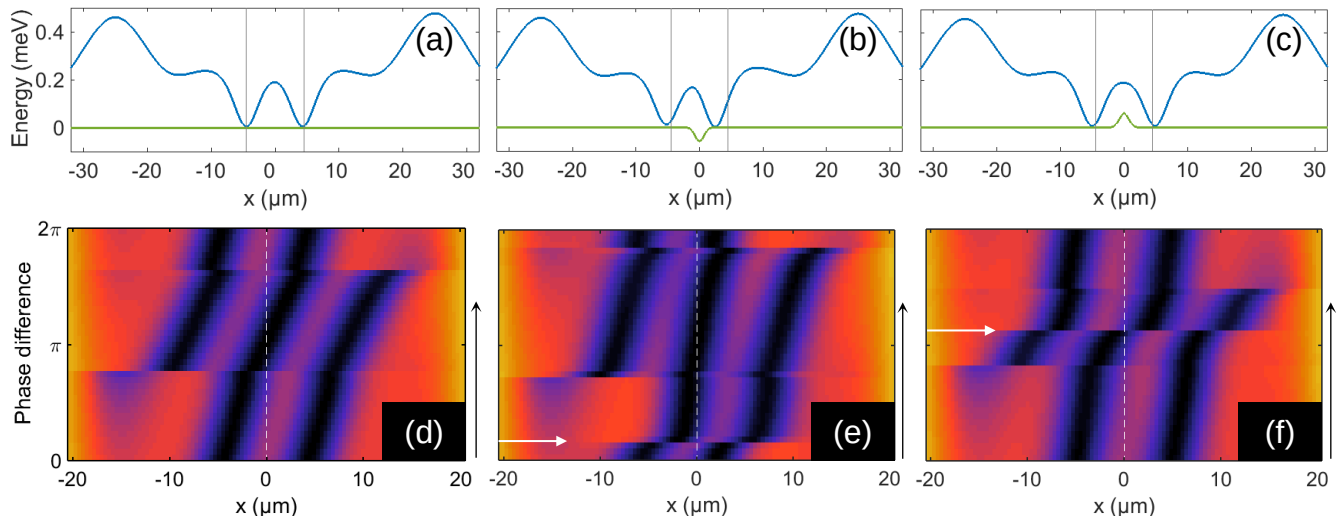 (a) (b) (c)
Energy (meV)
0.4
0.2
0
-30 -20 -10 0 10 20 30 -30 -20 -10 0 10 20 30 -30 -20 -10 0 10 20 30
x (µm) x (µm) x (µm)
Phase difference
2π
π
0
(d) (e) (f)
-20 -10 0 10 20 -20 -10 0 10 20 -20 -10 0 10 20
x (µm) x (µm) x (µm)